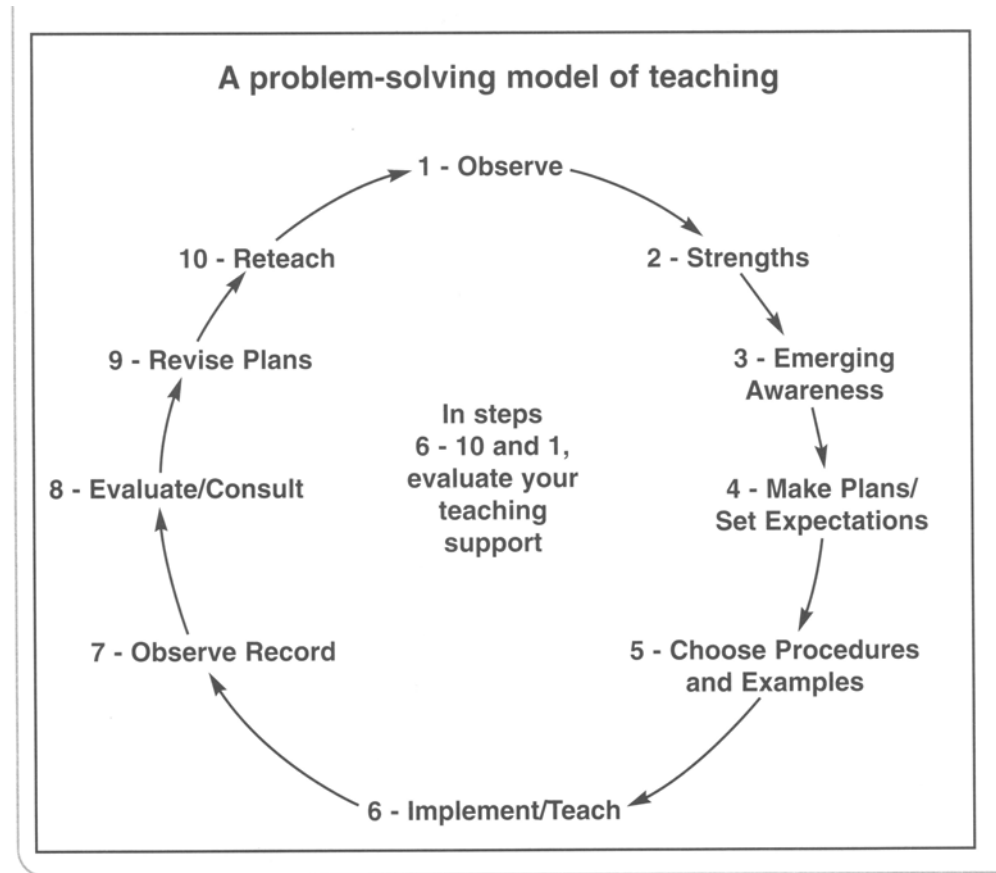 A problem-solving model of teaching
1 - Observe
2 - Strengths
3 - Emerging
Awareness
4 - Make Plans/
Set Expectations
5 - Choose Procedures
and Examples
6 - Implement/Teach
7 - Observe Record
8 - Evaluate/Consult
9 - Revise Plans
10 - Reteach
In steps
6 - 10 and 1,
evaluate your
teaching
support